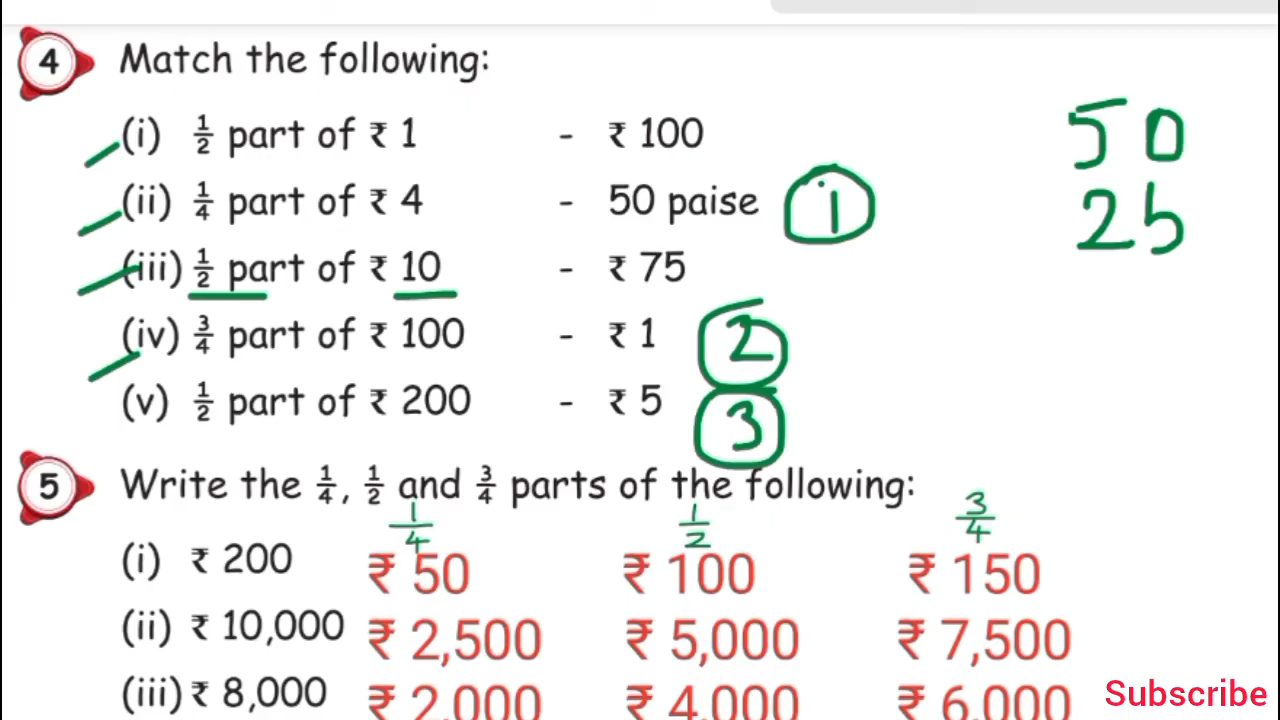 4 Match the following:
(i) 1/2 part of ₹ 1 - ₹ 100 50
(ii) 1/4 part of ₹ 4 - 50 paise 1 25
(iii) 1/2 part of ₹ 10 - ₹ 75
(iv) 3/4 part of ₹ 100 - ₹ 1 2
(v) 1/2 part of ₹ 200 - ₹ 5 3
5 Write the 1/4, 1/2 and 3/4 parts of the following:
1/4 1/2 3/4
(i) ₹ 200 ₹ 50 ₹ 100 ₹ 150
(ii) ₹ 10,000 ₹ 2,500 ₹ 5,000 ₹ 7,500
(iii) ₹ 8,000 ₹ 2,000 ₹ 4,000 ₹ 6,000
Subscribe